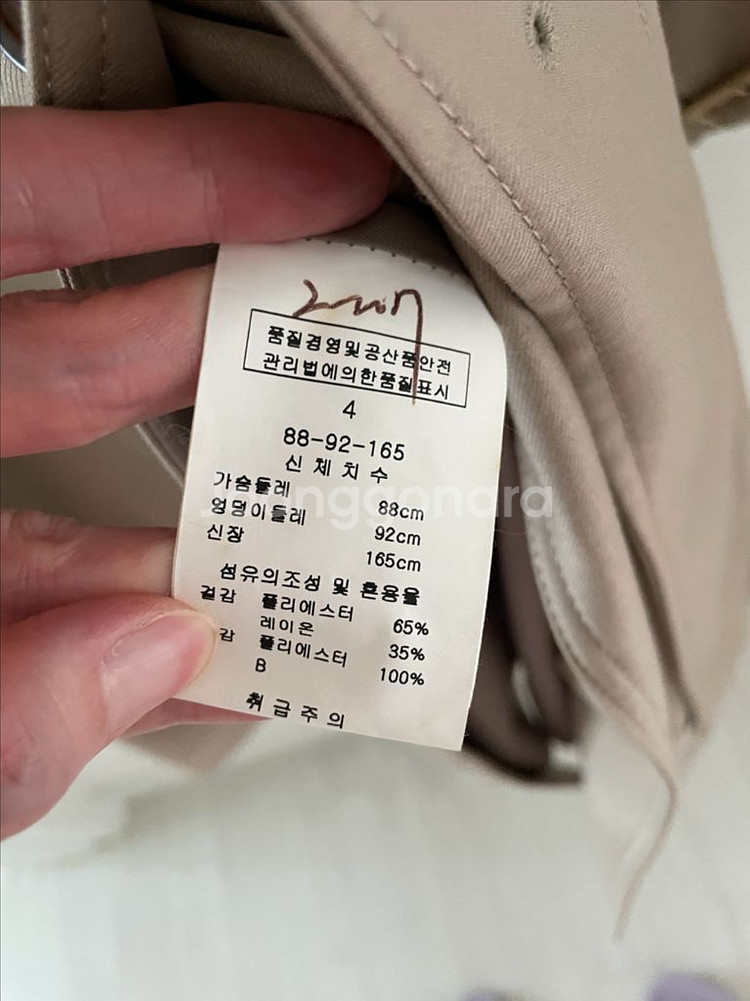 품질경영및공산품안전
관리법에의한품질표시
4
88-92-165
신체치수
가슴둘레 88cm
엉덩이둘레 92cm
신장 165cm
섬유의조성 및 혼용율
겉감 폴리에스터 65%
레이온 35%
감 폴리에스터 100%
B
취급주의
Joonggonara